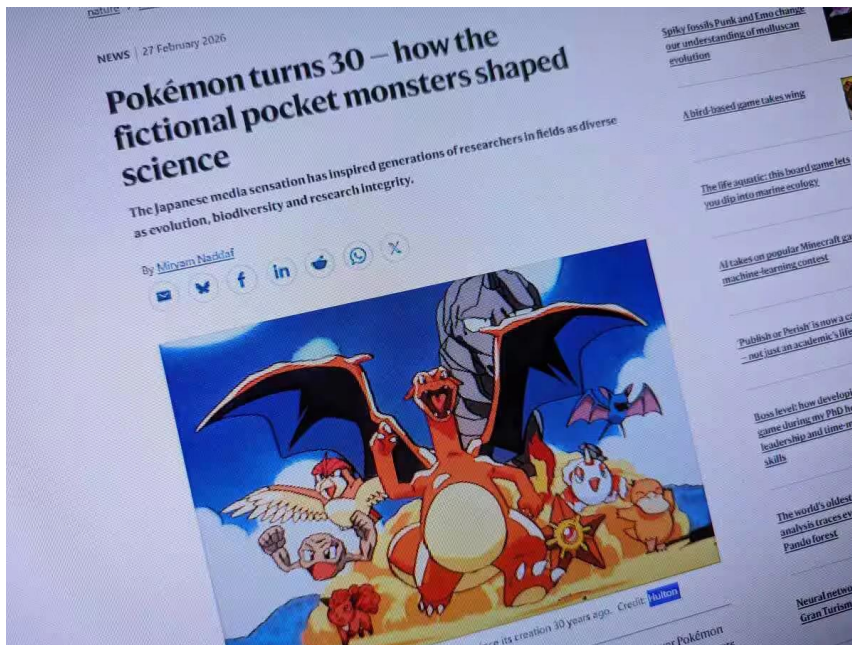 nature
NEWS | 27 February 2026
Pokémon turns 30 — how the
fictional pocket monsters shaped
science
The Japanese media sensation has inspired generations of researchers in fields as diverse
as evolution, biodiversity and research integrity.
By Miryam Naddaf
its creation 30 years ago. Credit: Hulton
Pokémon
Spiky fossils Punk and Emo change
our understanding of molluscan
evolution
A bird-based game takes wing
The life aquatic: this board game lets
you dip into marine ecology
AI takes on popular Minecraft
machine-learning contest
'Publish or Perish' is now a
– not just an academic's life
Boss level: how
game during my PhD
leadership and
skills
The world's oldest
analysis traces
Pando forest
Neural
Gran